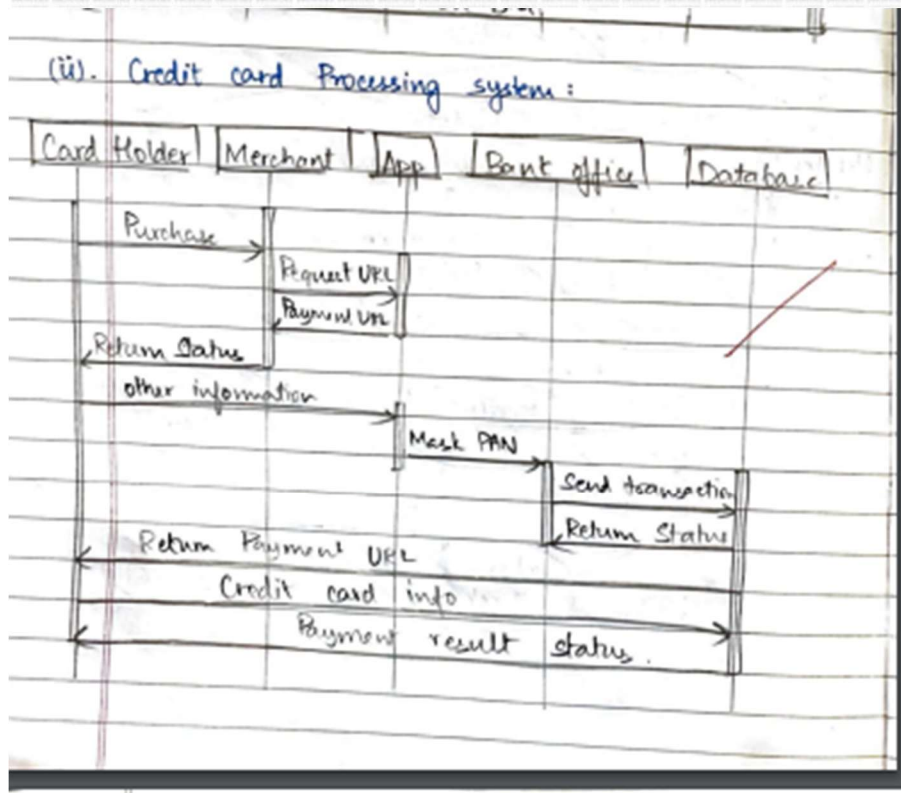 (ii). Credit card Processing system :
Card Holder Merchant App Bank office Database
Purchase
Request URL
Payment URL
Return Status
other information
Mask PAN
Send transaction
Return Status
Return Payment URL
Credit card info
Payment result status.